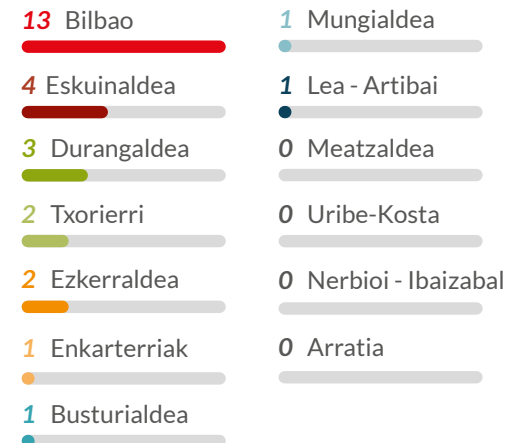 13 Bilbao
4 Eskuinaldea
3 Durangaldea
2 Txorierri
2 Ezkerraldea
1 Enkarterriak
1 Busturialdea
1 Mungialdea
1 Lea - Artibai
0 Meatzaldea
0 Uribe-Kosta
0 Nerbioi - Ibaizabal
0 Arratia